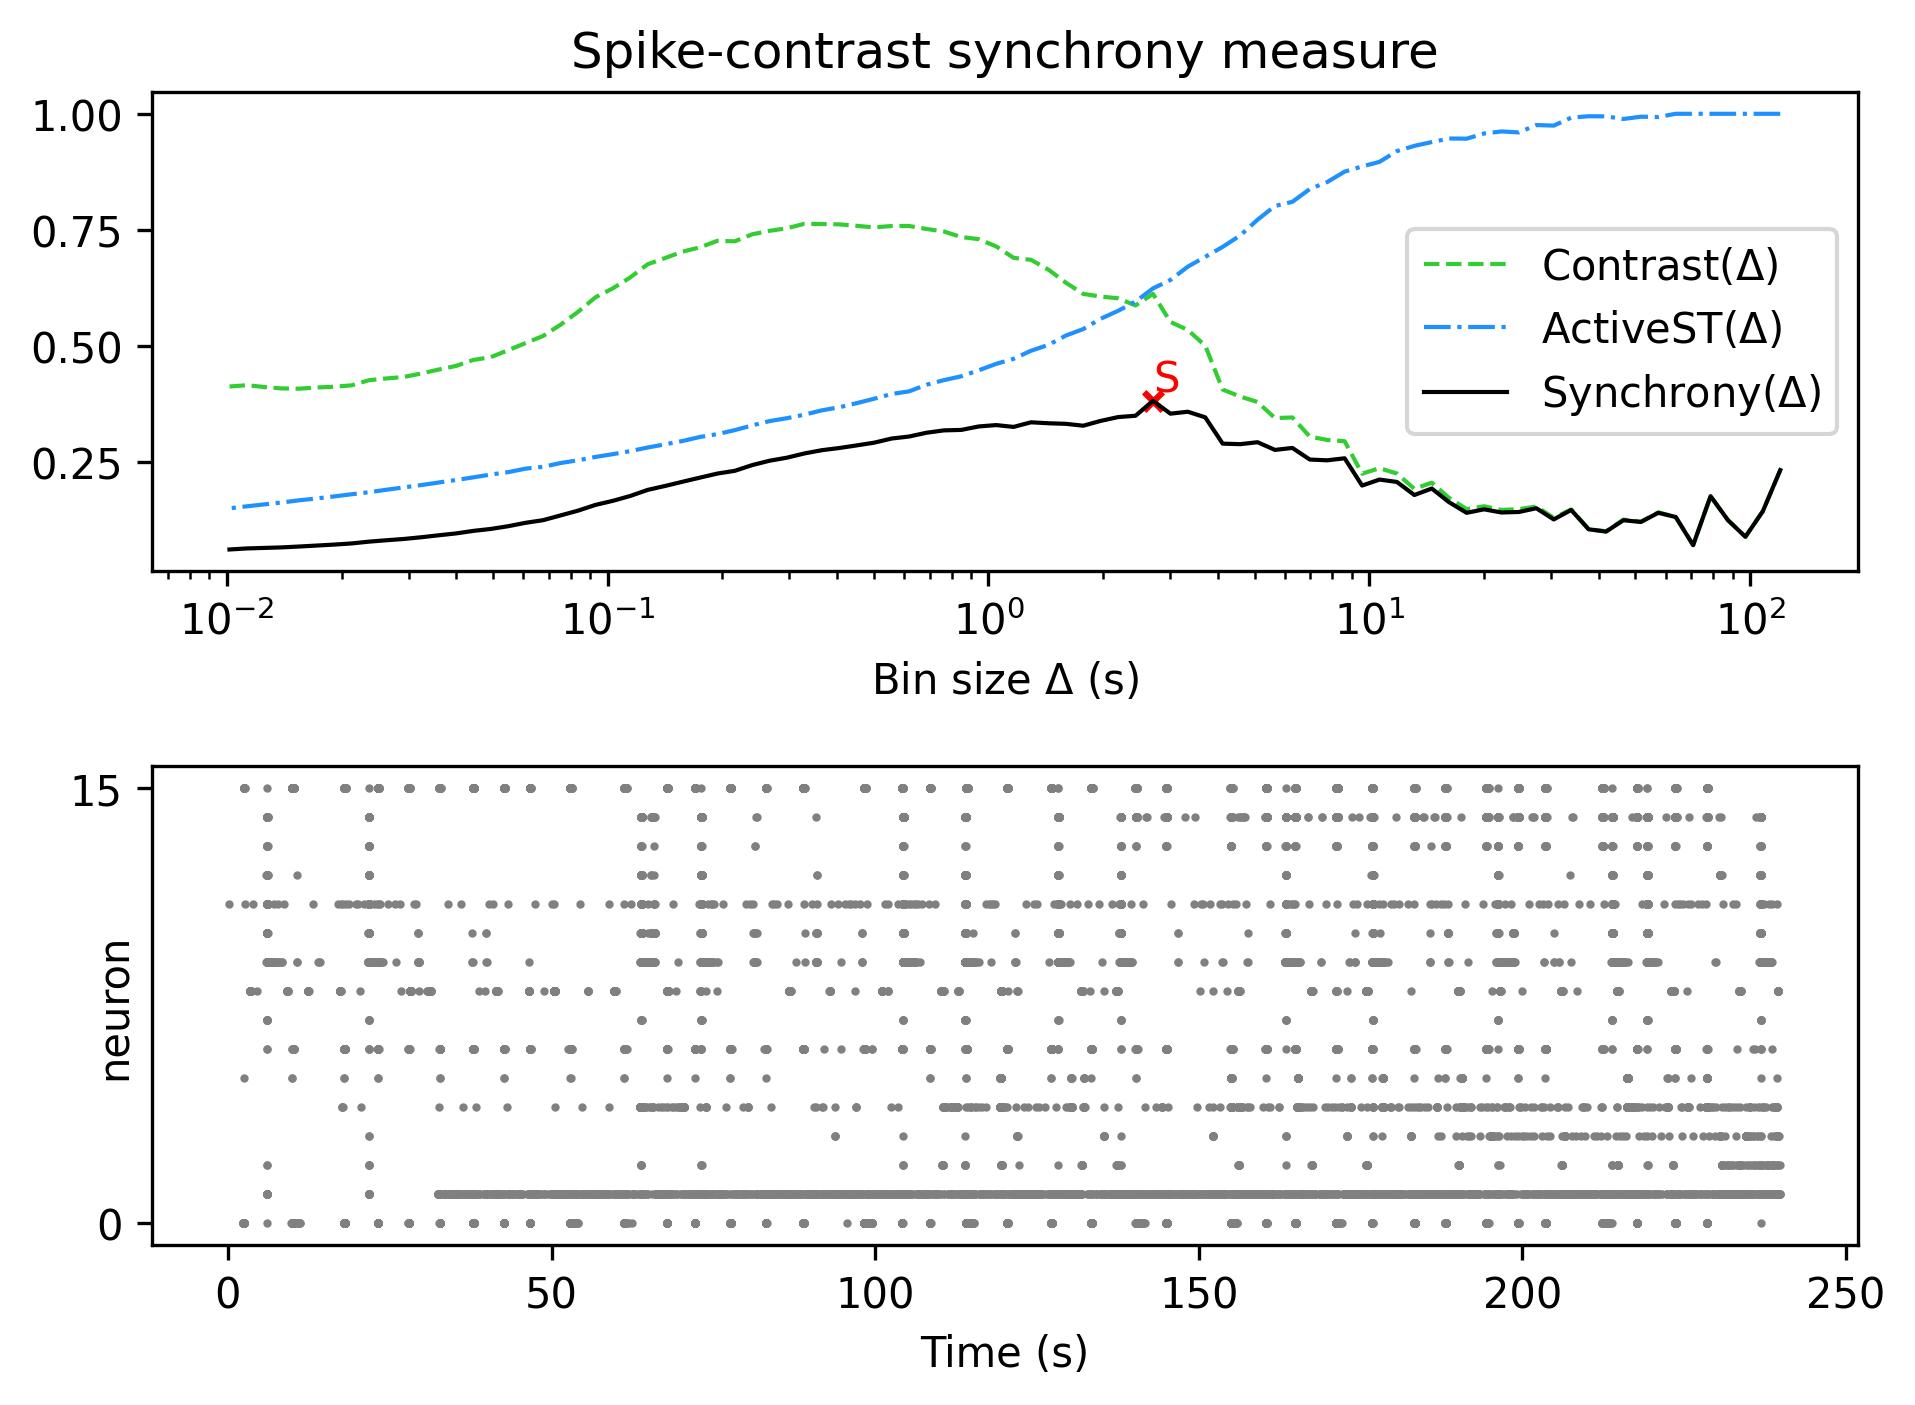 Spike-contrast synchrony measure
1.00
0.75
0.50
0.25
Contrast(Δ)
ActiveST(Δ)
Synchrony(Δ)
S
10⁻² 10⁻¹ 10⁰ 10¹ 10²
Bin size Δ (s)
15
0
neuron
0 50 100 150 200 250
Time (s)